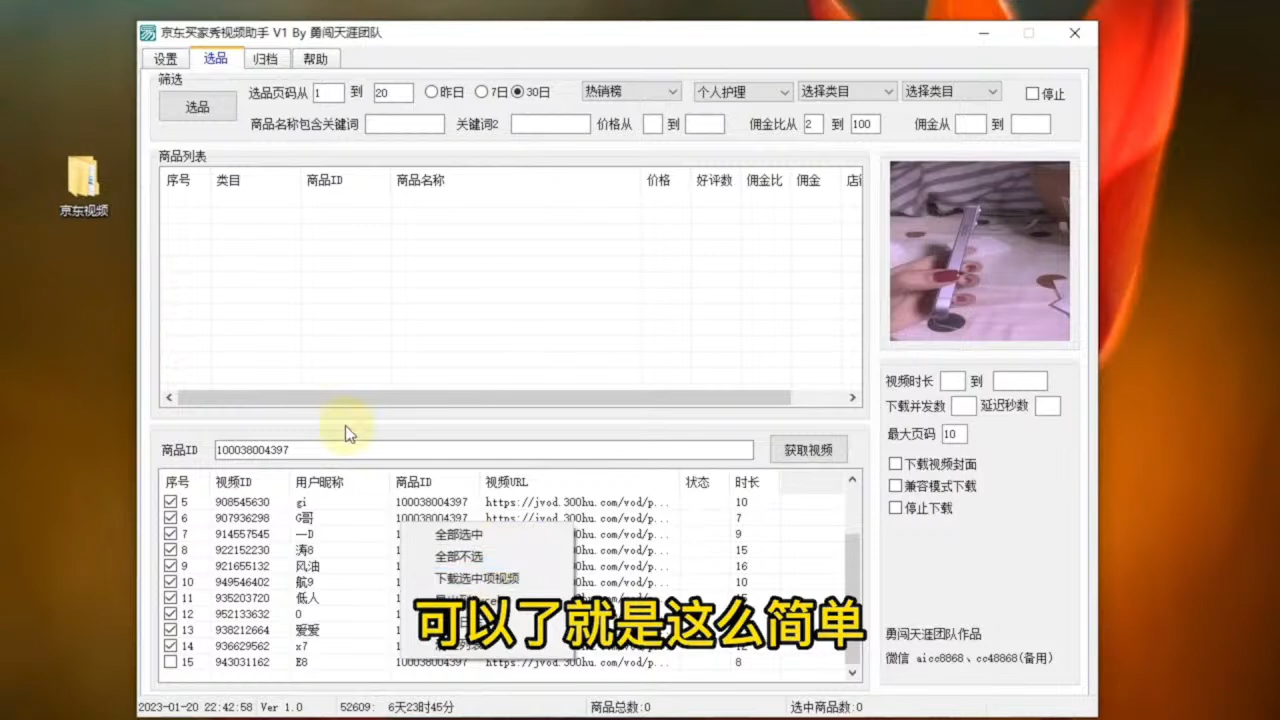 京东买家秀视频助手 V1 By 勇闯天涯团队
设置 选品 归档 帮助
筛选
选品 选品页码从 1 到 20 昨日 7日 30日 热销榜 个人护理 选择类目 选择类目 停止
商品名称包含关键词 关键词2 价格从 到 佣金比从 2 到 100 佣金从 到
商品列表
序号 类目 商品ID 商品名称 价格 好评数 佣金比 佣金
京东视频
视频时长 到
下载并发数 延迟秒数
最大页码 10
下载视频封面
兼容模式下载
停止下载
商品ID 100038004397 获取视频
序号 视频ID 用户昵称 商品ID 视频URL 状态 时长
5 908545630 gi 100038004397 https://jvod.300hu.com/vod/p... 10
6 907936298 G哥 100038004397 https://jvod.300hu.com/vod/p... 7
7 914557545 一D 1 0hu.com/vod/p... 9
8 922152230 涛8 1 0hu.com/vod/p... 15
9 921655132 风油 1 0hu.com/vod/p... 16
10 949546402 航9 1 0hu.com/vod/p... 10
11 935203720 低人
12 952133632 0
13 938212664 爱爱
14 936629562 x7
15 943031162 E8 100038004397 https://jvod.300hu.com/vod/p... 8
全部选中
全部不选
下载选中项视频
可以了就是这么简单
勇闯天涯团队作品
微信 aicc8868、cc48868(备用)
2023-01-20 22:42:58 Ver 1.0 52609: 6天23时45分 商品总数:0 选中商品数:0